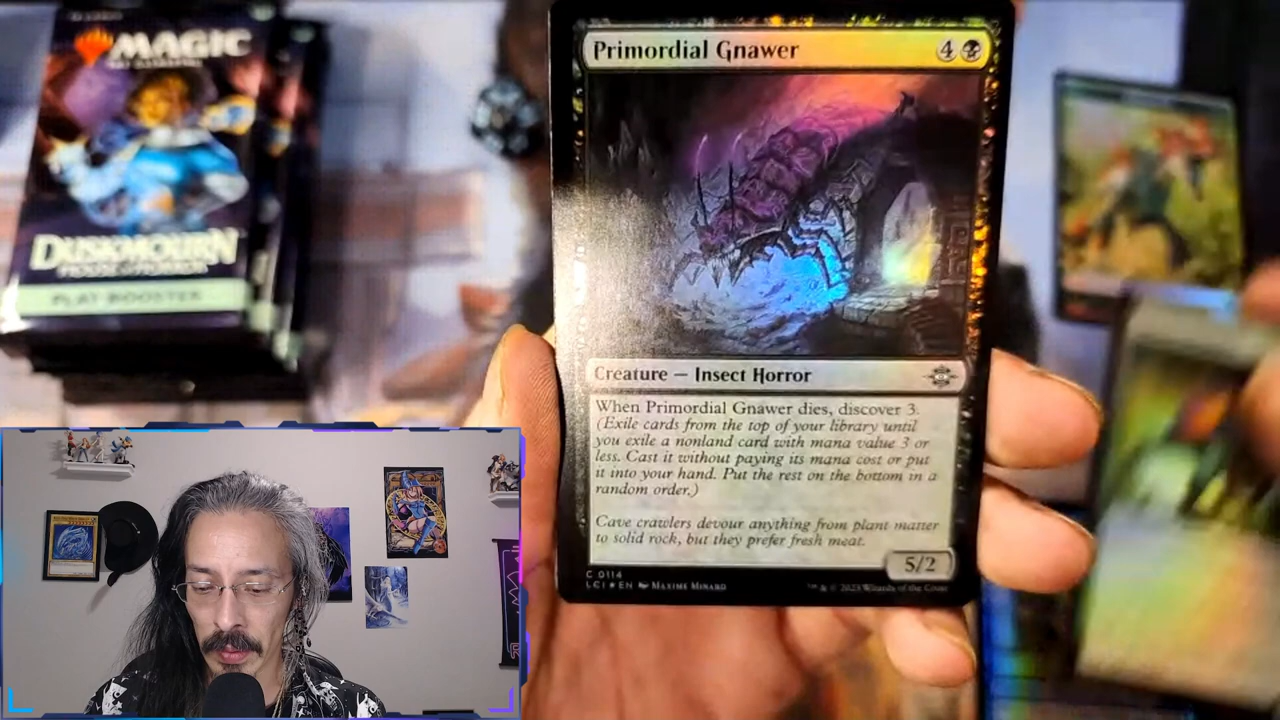 MAGIC
DUSKMOURN
HOUSE OF HORROR
PLAY BOOSTER
Primordial Gnawer
4
Creature — Insect Horror
When Primordial Gnawer dies, discover 3.
(Exile cards from the top of your library until
you exile a nonland card with mana value 3 or
less. Cast it without paying its mana cost or put
it into your hand. Put the rest on the bottom in a
random order.)
Cave crawlers devour anything from plant matter
to solid rock, but they prefer fresh meat.
5/2
C 0114
LCI ★ EN MAXIME MINARD
™ & © 2023 Wizards of the Coast